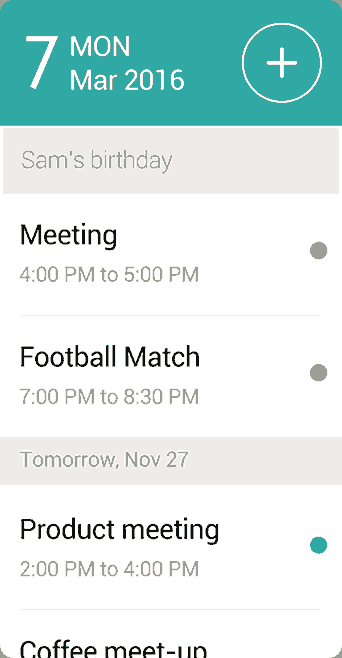 7
MON
Mar 2016
Sam's birthday
Meeting
4:00 PM to 5:00 PM
Football Match
7:00 PM to 8:30 PM
Tomorrow, Nov 27
Product meeting
2:00 PM to 4:00 PM
Coffee meet-up